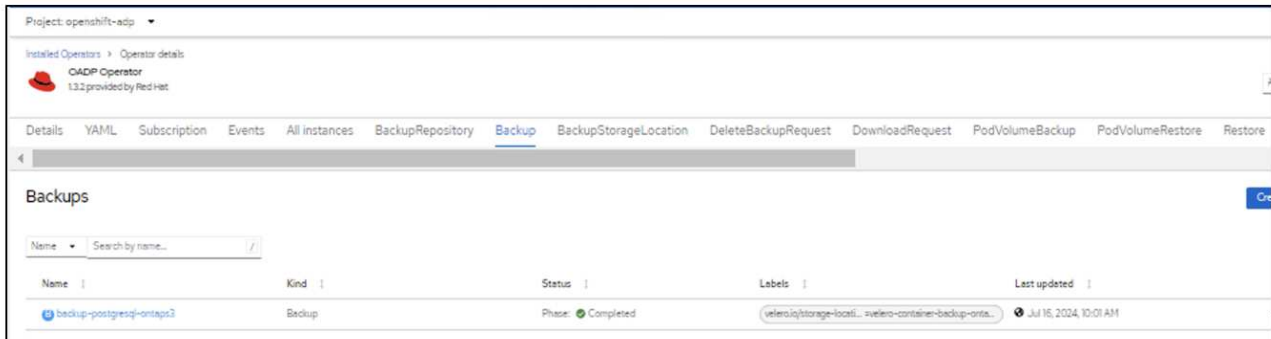 Project: openshift-adp
Installed Operators > Operator details
OADP Operator
1.3.2 provided by Red Hat
Details YAML Subscription Events All instances BackupRepository Backup BackupStorageLocation DeleteBackupRequest DownloadRequest PodVolumeBackup PodVolumeRestore Restore
Backups
Cre
Name Search by name... /
Name Kind Status Labels Last updated
backup-postgresql-ontaps3 Backup Phase: Completed velero.io/storage-locati... =velero-container-backup-onta... Jul 16, 2024, 10:01 AM